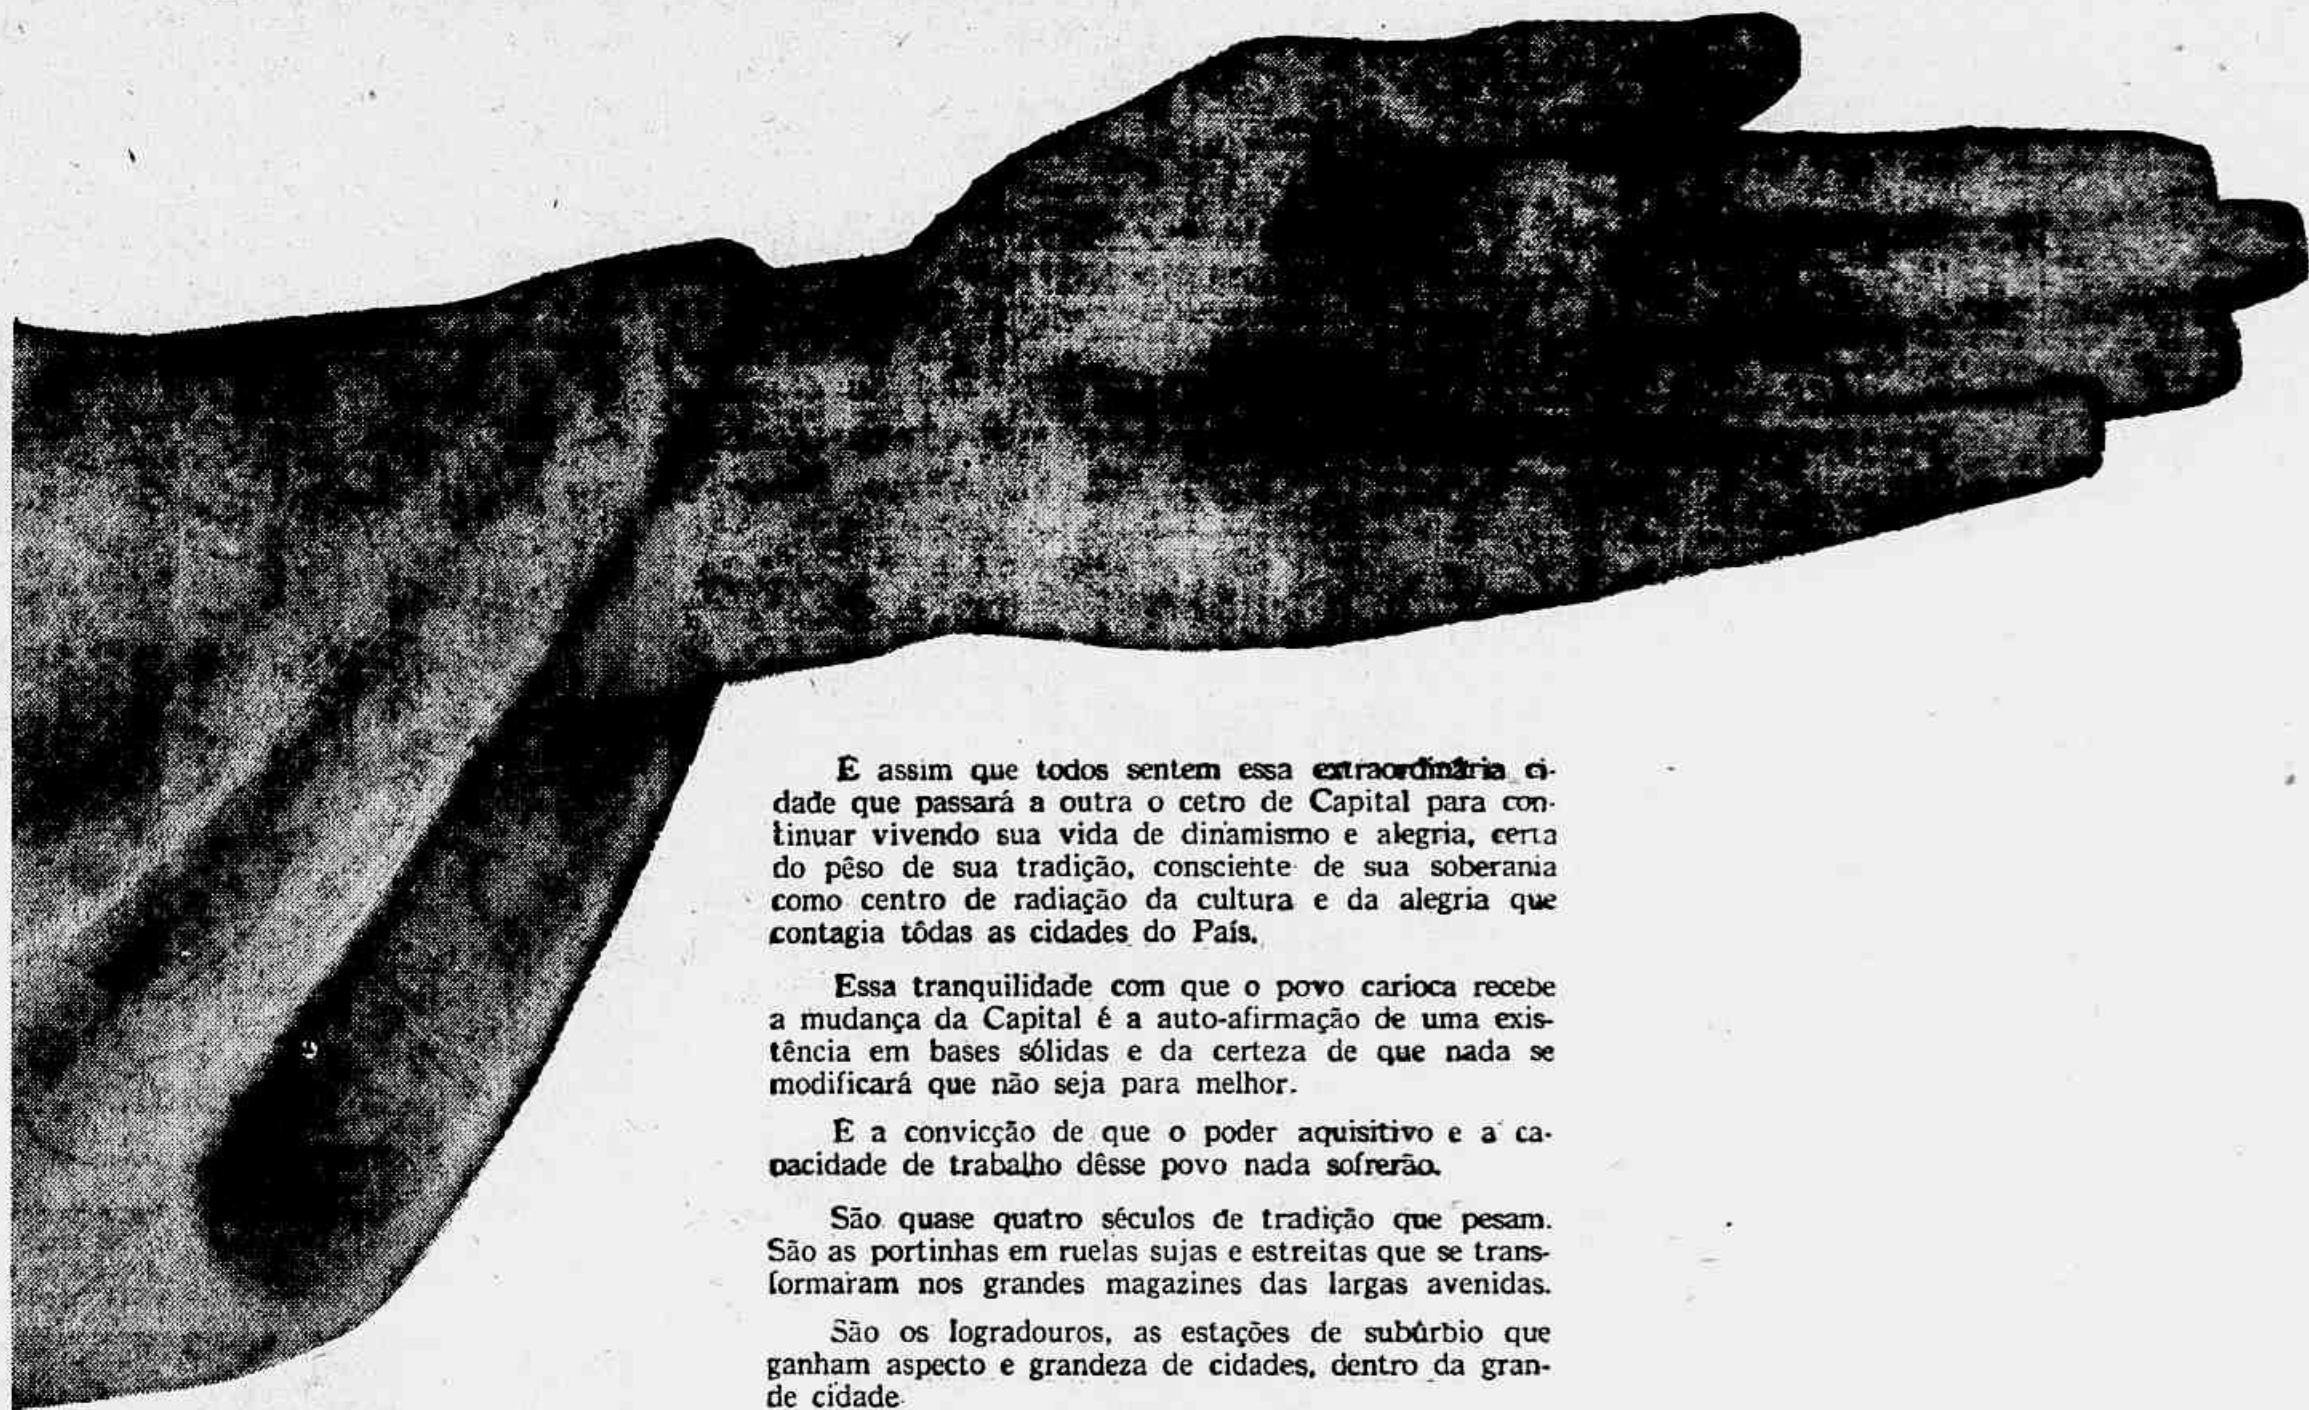 É assim que todos sentem essa extraordinária ci-
dade que passará a outra o cetro de Capital para con-
tinuar vivendo sua vida de dinamismo e alegria, certa
do pêso de sua tradição, consciente de sua soberania
como centro de radiação da cultura e da alegria que
contagia tôdas as cidades do País.
Essa tranquilidade com que o povo carioca recebe
a mudança da Capital é a auto-afirmação de uma exis-
tência em bases sólidas e da certeza de que nada se
modificará que não seja para melhor.
É a convicção de que o poder aquisitivo e a ca-
pacidade de trabalho dêsse povo nada sofrerão.
São quase quatro séculos de tradição que pesam.
São as portinhas em ruelas sujas e estreitas que se trans-
formaram nos grandes magazines das largas avenidas.
São os logradouros, as estações de subúrbio que
ganham aspecto e grandeza de cidades, dentro da gran-
de cidade.